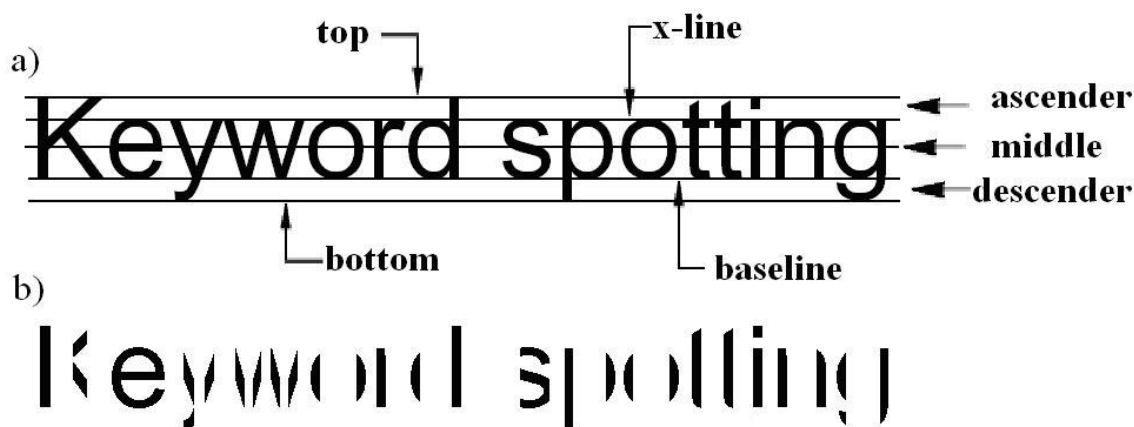 top x-line
a)
Keyword spotting
ascender
middle
descender
bottom baseline
b)
Keyword spotting